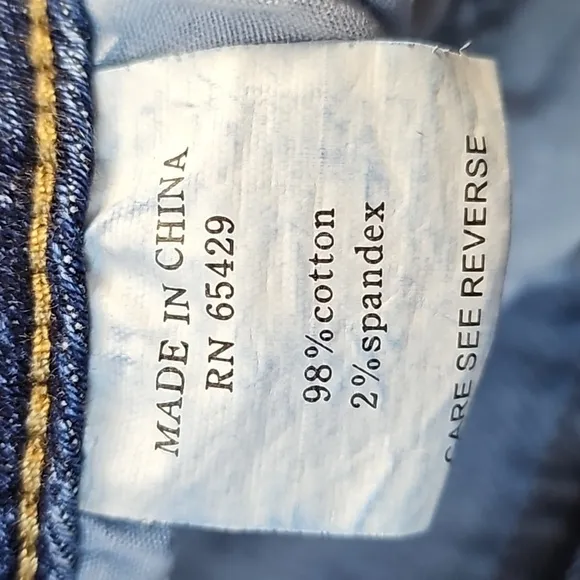 MADE IN CHINA
RN 65429
98%cotton
2%spandex
CARE SEE REVERSE